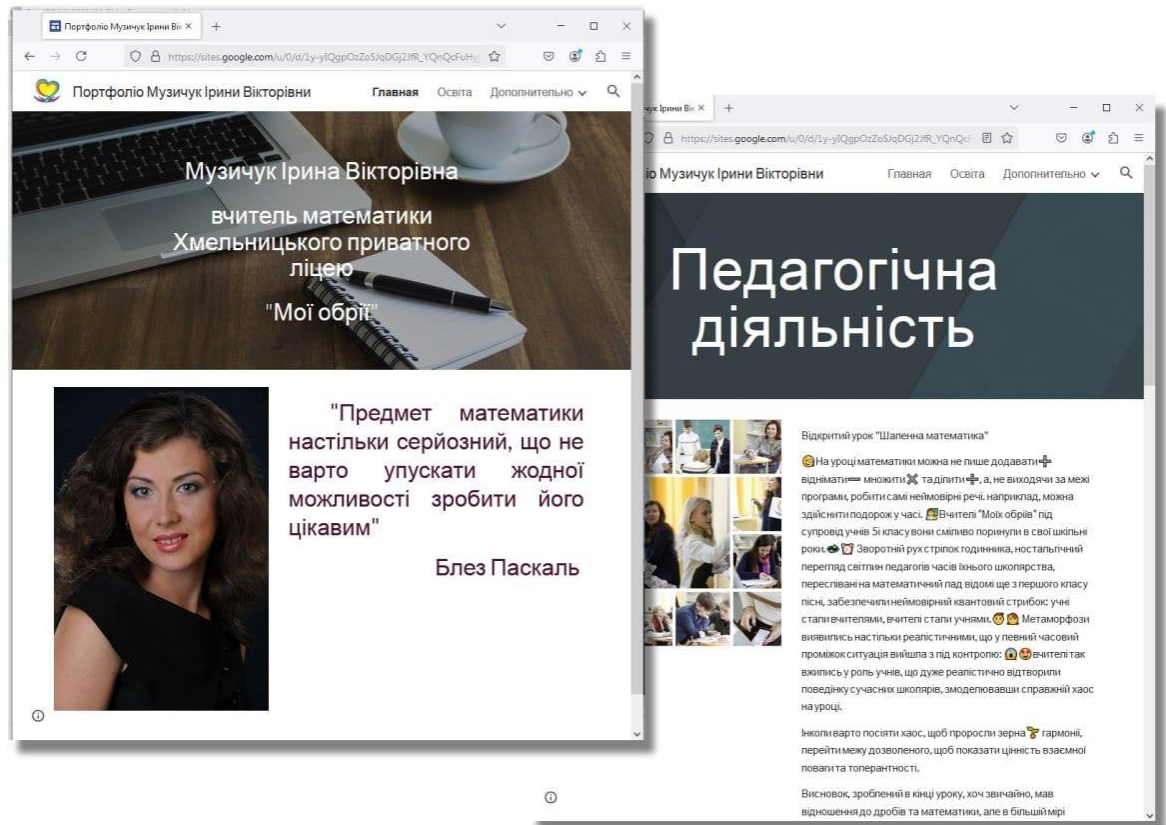 Портфоліо Музичук Ірини Вік
https://sites.google.com/u/0/d/1y-yIQgpOzZoSJqDGj2JfR_YQnQcFuHyj
Портфоліо Музичук Ірини Вікторівни
Главная Освіта Дополнительно
Музичук Ірина Вікторівна
вчитель математики
Хмельницького приватного
ліцею
"Мої обрії"
"Предмет математики
настільки серйозний, що не
варто упускати жодної
можливості зробити його
цікавим"
Блез Паскаль
чук Ірини Вік
https://sites.google.com/u/0/d/1y-yIQgpOzZoSJqDGj2JfR_YQnQcF
іо Музичук Ірини Вікторівни
Главная Освіта Дополнительно
Педагогічна
діяльність
Відкритий урок "Шаленна математика"
На уроці математики можна не лише додавати➕
віднімати➖ множити✖ та ділити➗, а, не виходячи за межі
програми, робити самі неймовірні речі. наприклад, можна
здійснити подорож у часі. Вчителі "Моїх обріїв" під
супровід учнів 5і класу вони сміливо поринули в свої шкільні
роки. Зворотній рух стрілок годинника, ностальгічний
перегляд світлин педагогів часів їхнього школярства,
переспівані на математичний лад відомі ще з першого класу
пісні, забезпечили неймовірний квантовий стрибок: учні
стали вчителями, вчителі стали учнями. Метаморфози
виявились настільки реалістичними, що у певний часовий
проміжок ситуація вийшла з під контролю: вчителі так
вжились у роль учнів, що дуже реалістично відтворили
поведінку сучасних школярів, змоделювавши справжній хаос
на уроці.
Інколи варто посіяти хаос, щоб проросли зерна гармонії,
перейти межу дозволеного, щоб показати цінність взаємної
поваги та толерантності.
Висновок, зроблений в кінці уроку, хоч звичайно, мав
відношення до дробів та математики, але в більшій мірі